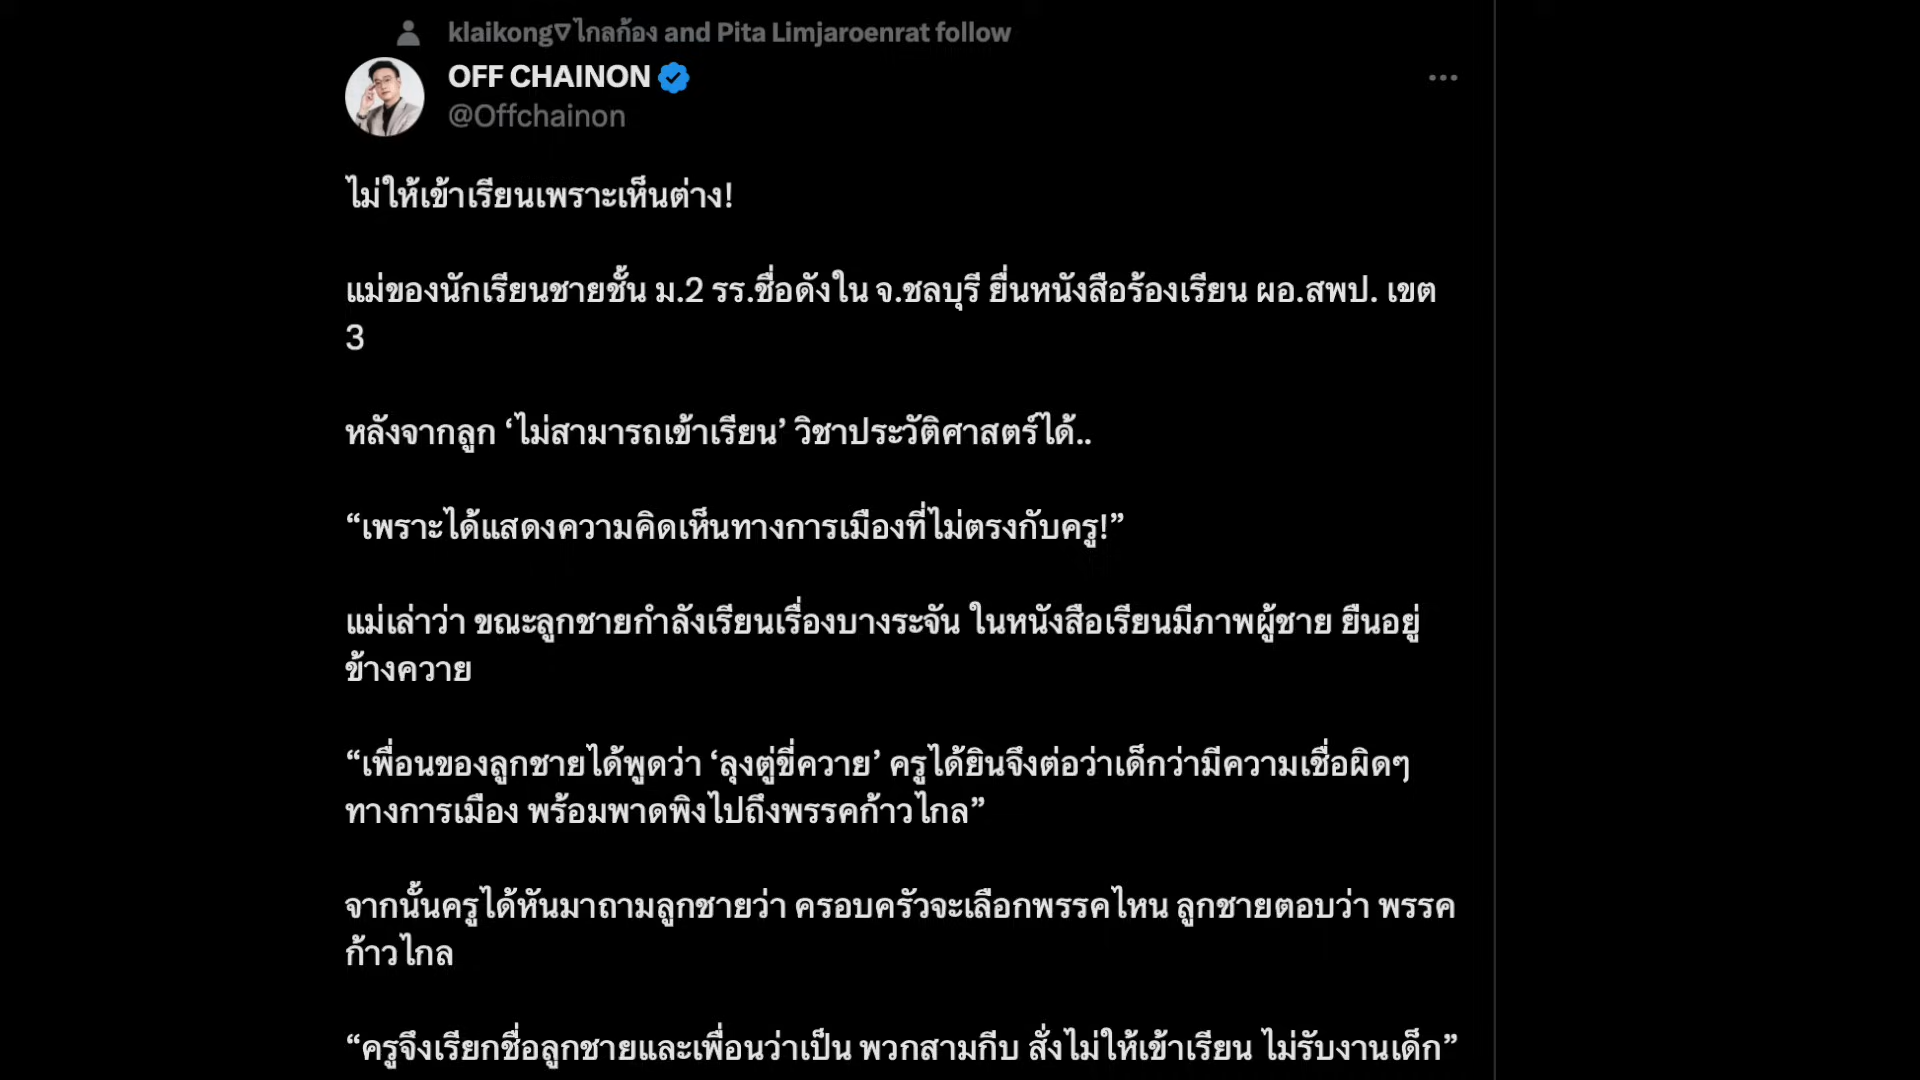 klaikong∇ไกลก้อง and Pita Limjaroenrat follow
OFF CHAINON
@Offchainon
ไม่ให้เข้าเรียนเพราะเห็นต่าง!
แม่ของนักเรียนชายชั้น ม.2 รร.ชื่อดังใน จ.ชลบุรี ยื่นหนังสือร้องเรียน ผอ.สพป. เขต
3
หลังจากลูก ‘ไม่สามารถเข้าเรียน’ วิชาประวัติศาสตร์ได้..
“เพราะได้แสดงความคิดเห็นทางการเมืองที่ไม่ตรงกับครู!”
แม่เล่าว่า ขณะลูกชายกำลังเรียนเรื่องบางระจัน ในหนังสือเรียนมีภาพผู้ชาย ยืนอยู่
ข้างควาย
“เพื่อนของลูกชายได้พูดว่า ‘ลุงตู่ขี่ควาย’ ครูได้ยินจึงต่อว่าเด็กว่ามีความเชื่อผิดๆ
ทางการเมือง พร้อมพาดพิงไปถึงพรรคก้าวไกล”
จากนั้นครูได้หันมาถามลูกชายว่า ครอบครัวจะเลือกพรรคไหน ลูกชายตอบว่า พรรค
ก้าวไกล
“ครูจึงเรียกชื่อลูกชายและเพื่อนว่าเป็น พวกสามกีบ สั่งไม่ให้เข้าเรียน ไม่รับงานเด็ก”